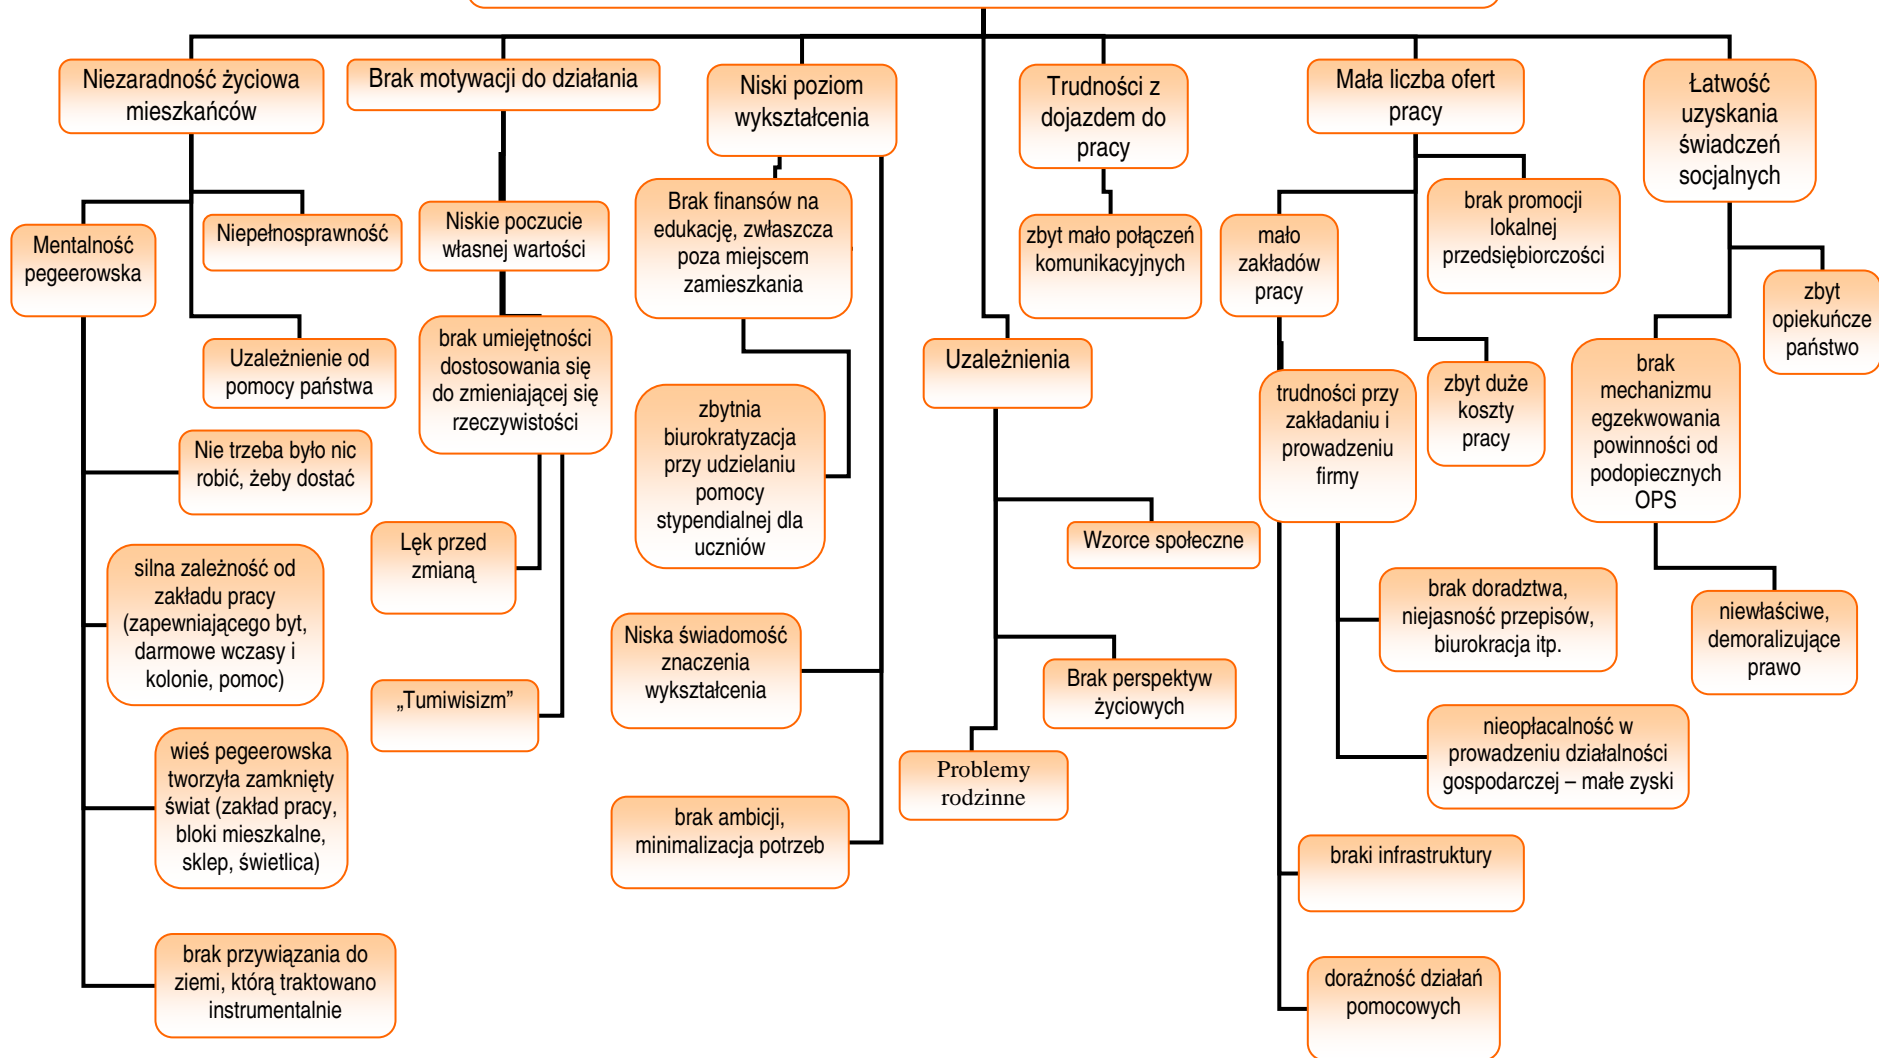 Niezaradność życiowa
mieszkańców
Brak motywacji do działania
Niski poziom
wykształcenia
Trudności z
dojazdem do
pracy
Mała liczba ofert
pracy
Łatwość
uzyskania
świadczeń
socjalnych
Mentalność
pegeerowska
Niepełnosprawność
Uzależnienie od
pomocy państwa
Nie trzeba było nic
robić, żeby dostać
silna zależność od
zakładu pracy
(zapewniającego byt,
darmowe wczasy i
kolonie, pomoc)
wieś pegeerowska
tworzyła zamknięty
świat (zakład pracy,
bloki mieszkalne,
sklep, świetlica)
brak przywiązania do
ziemi, którą traktowano
instrumentalnie
Niskie poczucie
własnej wartości
brak umiejętności
dostosowania się
do zmieniającej się
rzeczywistości
Lęk przed
zmianą
„Tumiwisizm”
Brak finansów na
edukację, zwłaszcza
poza miejscem
zamieszkania
zbytnia
biurokratyzacja
przy udzielaniu
pomocy
stypendialnej dla
uczniów
Niska świadomość
znaczenia
wykształcenia
brak ambicji,
minimalizacja potrzeb
Uzależnienia
Wzorce społeczne
Brak perspektyw
życiowych
Problemy
rodzinne
zbyt mało połączeń
komunikacyjnych
mało
zakładów
pracy
brak promocji
lokalnej
przedsiębiorczości
zbyt duże
koszty
pracy
trudności przy
zakładaniu i
prowadzeniu
firmy
brak doradztwa,
niejasność przepisów,
biurokracja itp.
nieopłacalność w
prowadzeniu działalności
gospodarczej – małe zyski
braki infrastruktury
doraźność działań
pomocowych
zbyt
opiekuńcze
państwo
brak
mechanizmu
egzekwowania
powinności od
podopiecznych
OPS
niewłaściwe,
demoralizujące
prawo